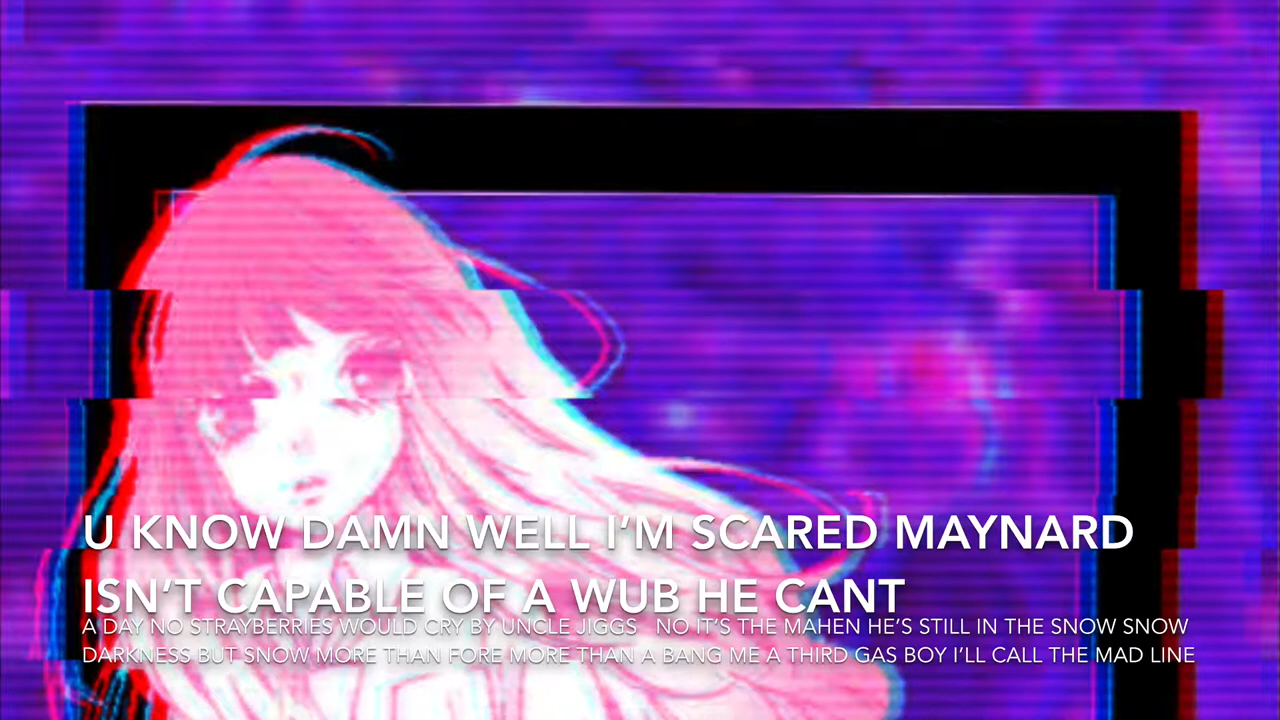 U KNOW DAMN WELL I'M SCARED MAYNARD
ISN'T CAPABLE OF A WUB HE CANT
A DAY NO STRAYBERRIES WOULD CRY BY UNCLE JIGGS   NO IT'S THE MAHEN HE'S STILL IN THE SNOW SNOW
DARKNESS BUT SNOW MORE THAN FORE MORE THAN A BANG ME A THIRD GAS BOY I'LL CALL THE MAD LINE